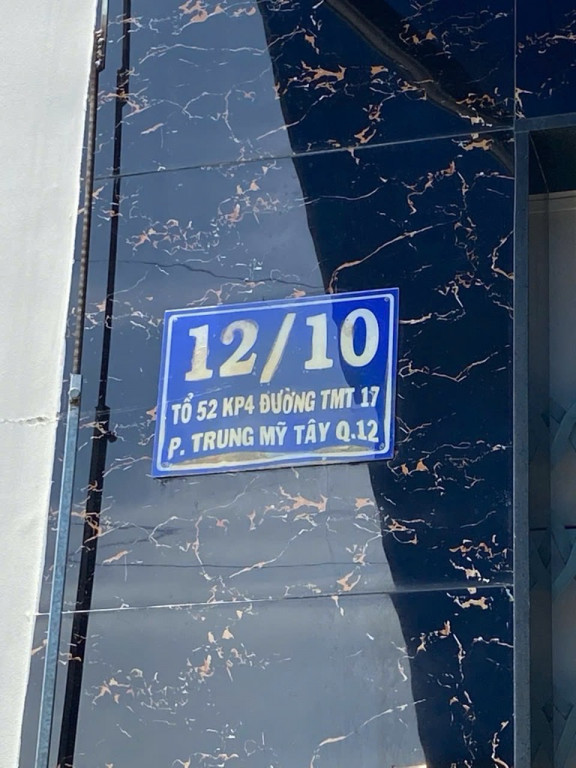 12/10
TỔ 52 KP4 ĐƯỜNG TMT 17
P. TRUNG MỸ TÂY Q.12